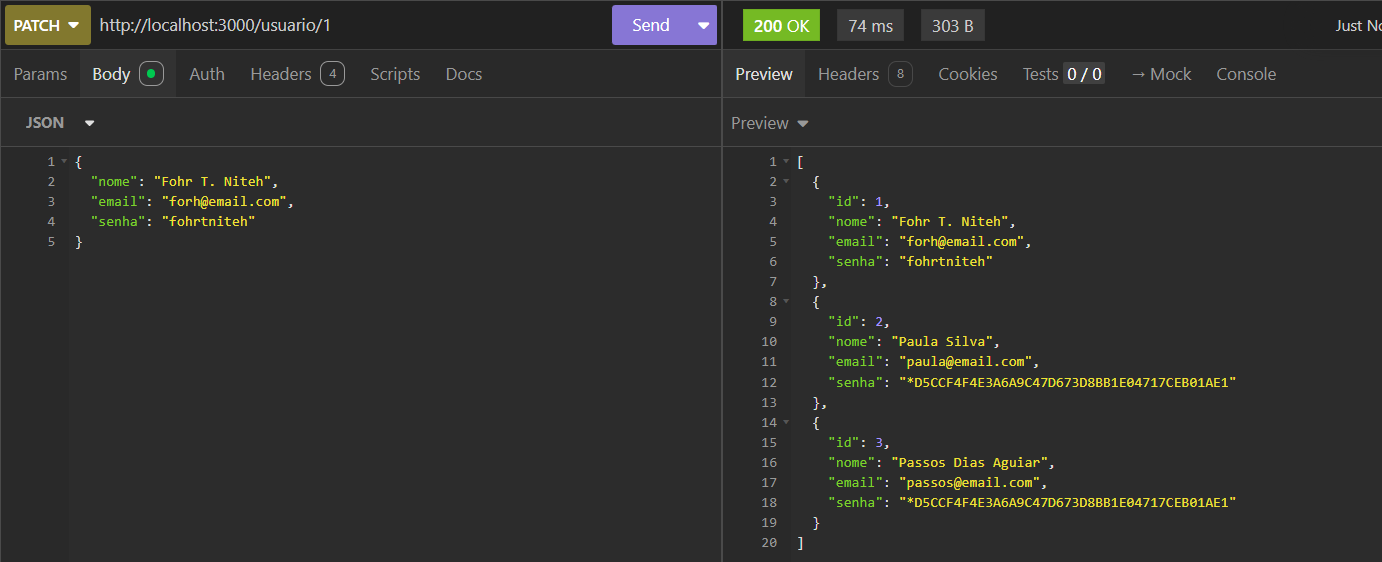 PATCH http://localhost:3000/usuario/1 Send
200 OK 74 ms 303 B Just No
Params Body Auth Headers 4 Scripts Docs
Preview Headers 8 Cookies Tests 0 / 0 → Mock Console
JSON
Preview
1 {
2 "nome": "Fohr T. Niteh",
3 "email": "forh@email.com",
4 "senha": "fohrtniteh"
5 }
1 [
2 {
3 "id": 1,
4 "nome": "Fohr T. Niteh",
5 "email": "forh@email.com",
6 "senha": "fohrtniteh"
7 },
8 {
9 "id": 2,
10 "nome": "Paula Silva",
11 "email": "paula@email.com",
12 "senha": "*D5CCF4F4E3A6A9C47D673D8BB1E04717CEB01AE1"
13 },
14 {
15 "id": 3,
16 "nome": "Passos Dias Aguiar",
17 "email": "passos@email.com",
18 "senha": "*D5CCF4F4E3A6A9C47D673D8BB1E04717CEB01AE1"
19 }
20 ]